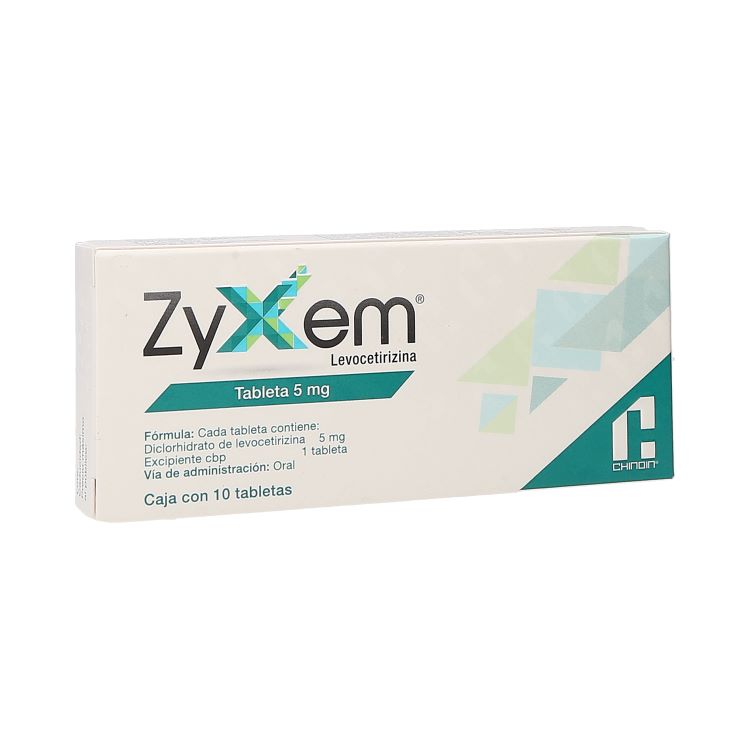 ZyXem®
Levocetirizina
Tableta 5 mg
Fórmula: Cada tableta contiene:
Diclorhidrato de levocetirizina 5 mg
Excipiente cbp 1 tableta
Vía de administración: Oral
Caja con 10 tabletas
CHINOIN®